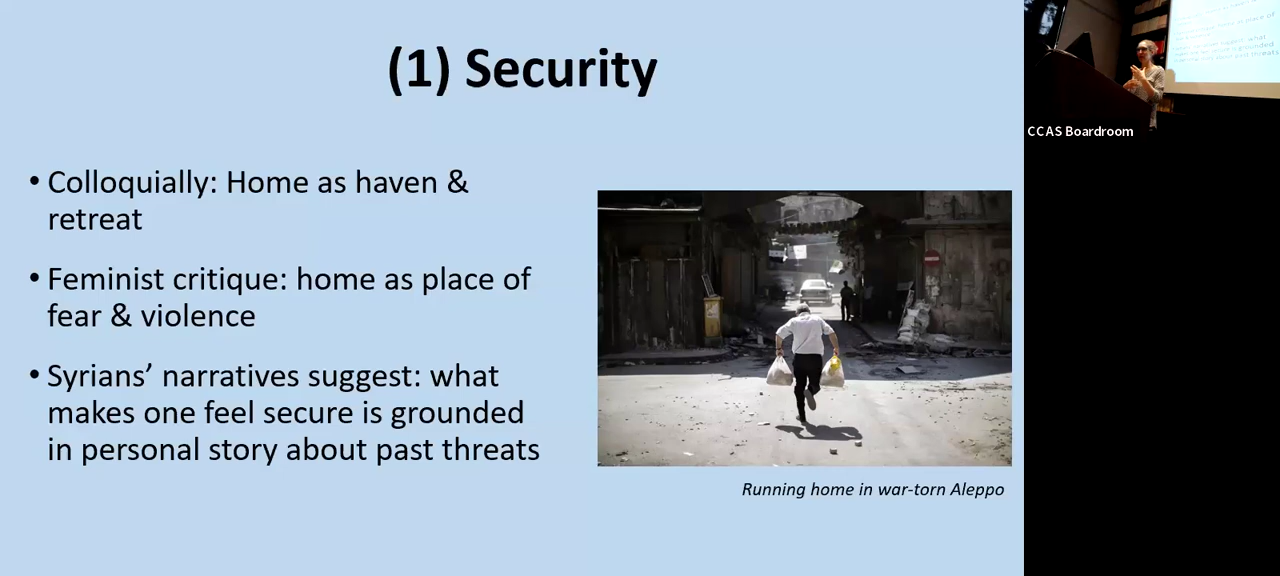 (1) Security
• Colloquially: Home as haven &
retreat
• Feminist critique: home as place of
fear & violence
• Syrians’ narratives suggest: what
makes one feel secure is grounded
in personal story about past threats
Running home in war-torn Aleppo
CCAS Boardroom